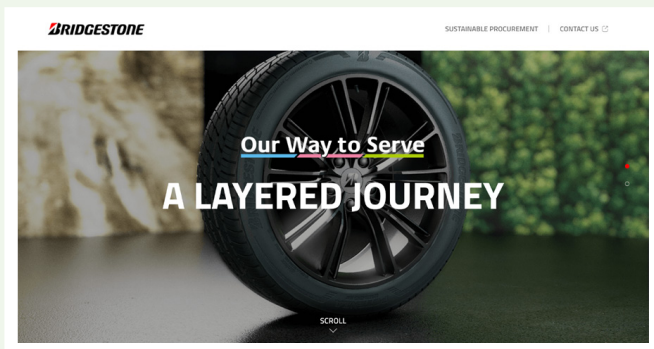 BRIDGESTONE
SUSTAINABLE PROCUREMENT
CONTACT US
Our Way to Serve
A LAYERED JOURNEY
SCROLL